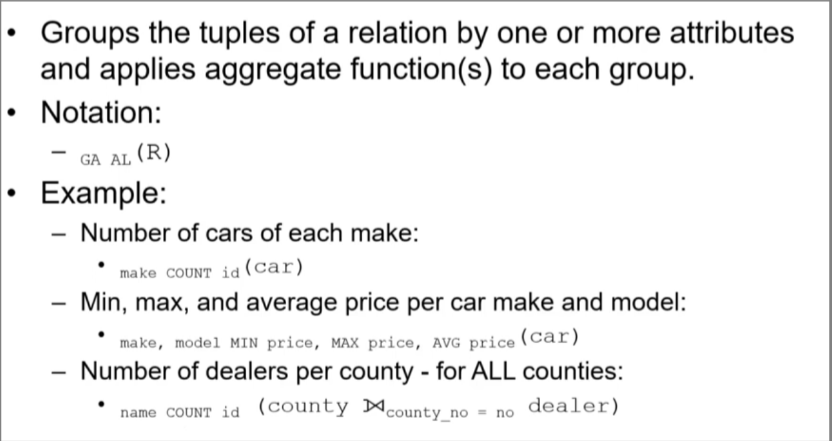 • Groups the tuples of a relation by one or more attributes
and applies aggregate function(s) to each group.
• Notation:
– GA AL (R)
• Example:
– Number of cars of each make:
• make COUNT id (car)
– Min, max, and average price per car make and model:
• make, model MIN price, MAX price, AVG price (car)
– Number of dealers per county - for ALL counties:
• name COUNT id (county ⋈county_no = no dealer)